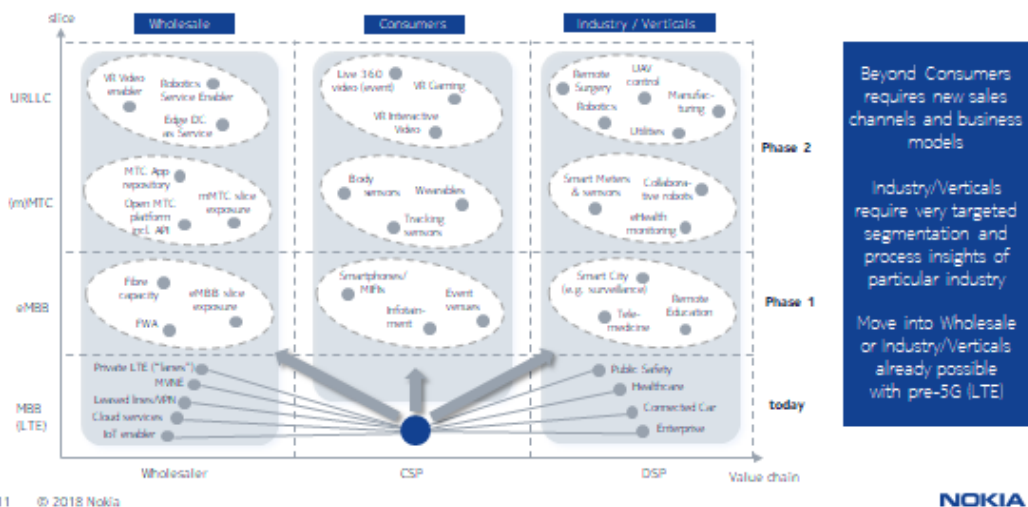 slice
Wholesale
Consumers
Industry / Verticals
URLLC
VR Video
enabler
Robotics
Service Enabler
Edge DC
as Service
Live 360
video (event)
VR Gaming
VR Interactive
Video
Remote
Surgery
UAV
control
Manufac-
turing
Robotics
Utilities
Phase 2
(m)MTC
MTC App
repository
mMTC slice
exposure
Open MTC
platform
incl. API
Body
sensors
Wearables
Tracking
sensors
Smart Meters
& sensors
Collabora-
tive robots
eHealth
monitoring
eMBB
Fibre
capacity
eMBB slice
exposure
FWA
Smartphones/
MiFis
Infotain-
ment
Event
venues
Smart City
(e.g. surveillance)
Tele-
medicine
Remote
Education
Phase 1
MBB
(LTE)
Private LTE ("lanes")
MVNE
Leased lines/VPN
Cloud services
IoT enabler
Public Safety
Healthcare
Connected Car
Enterprise
today
Wholesaler
CSP
DSP
Value chain
Beyond Consumers
requires new sales
channels and business
models
Industry/Verticals
require very targeted
segmentation and
process insights of
particular industry
Move into Wholesale
or Industry/Verticals
already possible
with pre-5G (LTE)
11 © 2018 Nokia
NOKIA